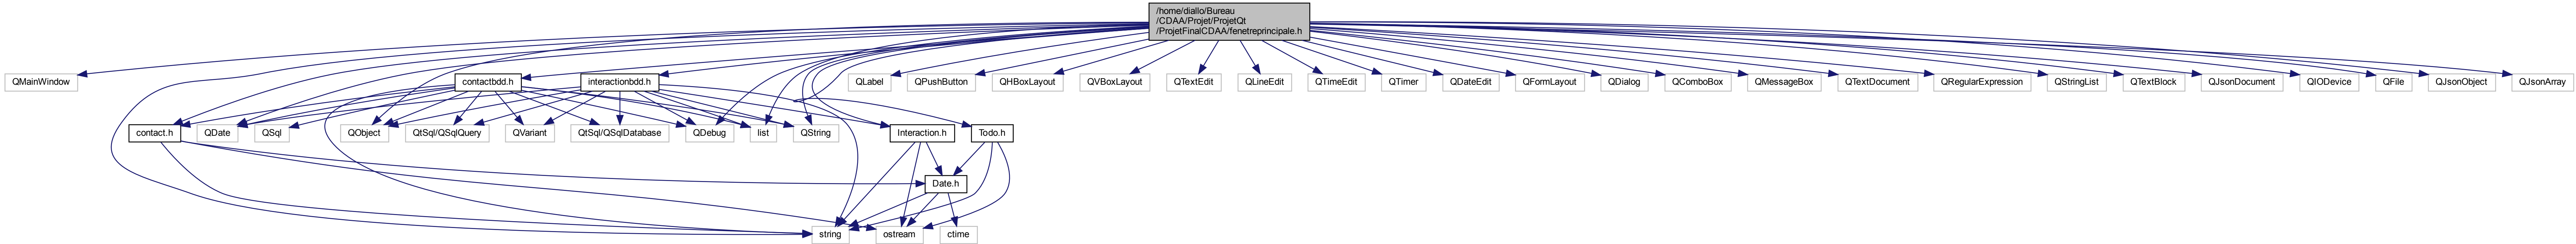 /home/diallo/Bureau
/CDAA/Projet/ProjetQt
/ProjetFinalCDAA/fenetreprincipale.h
QMainWindow
contactbdd.h
interactionbdd.h
QLabel
QPushButton
QHBoxLayout
QVBoxLayout
QTextEdit
QLineEdit
QTimeEdit
QTimer
QDateEdit
QFormLayout
QDialog
QComboBox
QMessageBox
QTextDocument
QRegularExpression
QStringList
QTextBlock
QJsonDocument
QIODevice
QFile
QJsonObject
QJsonArray
contact.h
QDate
QSql
QObject
QtSql/QSqlQuery
QVariant
QtSql/QSqlDatabase
QDebug
list
QString
Interaction.h
Todo.h
Date.h
string
ostream
ctime